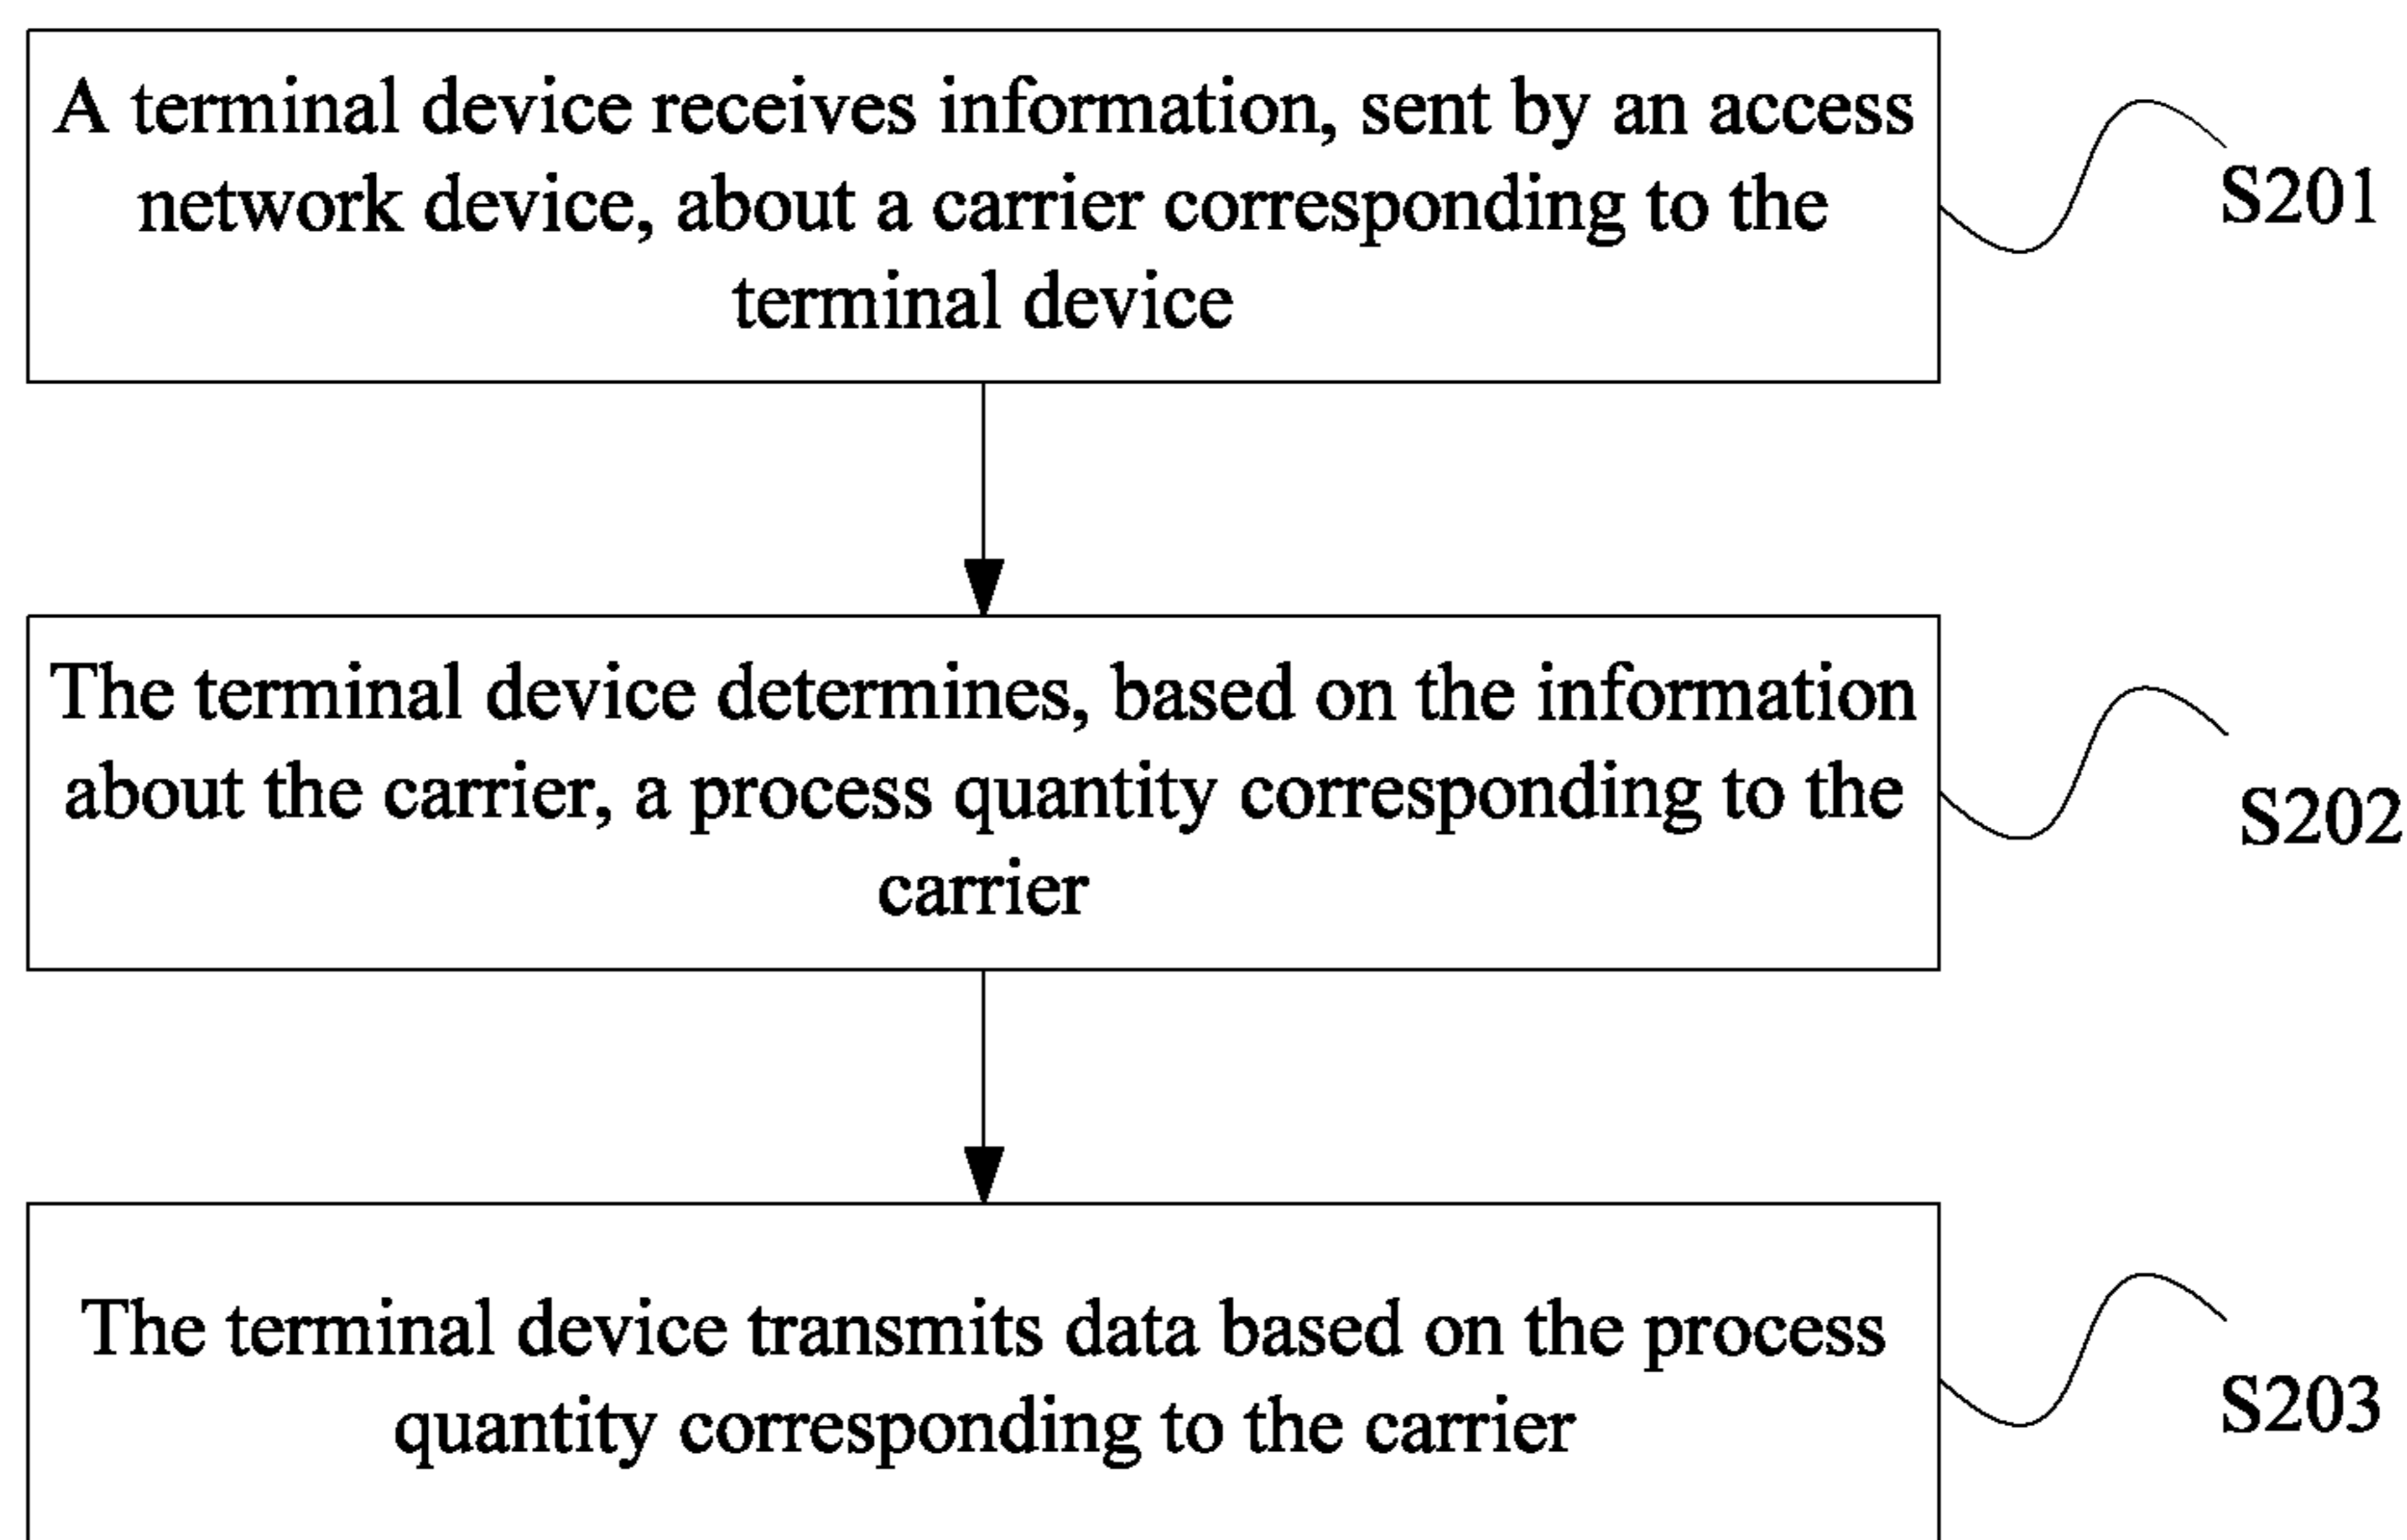 A terminal device receives information, sent by an access
network device, about a carrier corresponding to the
terminal device
S201
The terminal device determines, based on the information
about the carrier, a process quantity corresponding to the
carrier
S202
The terminal device transmits data based on the process
quantity corresponding to the carrier
S203